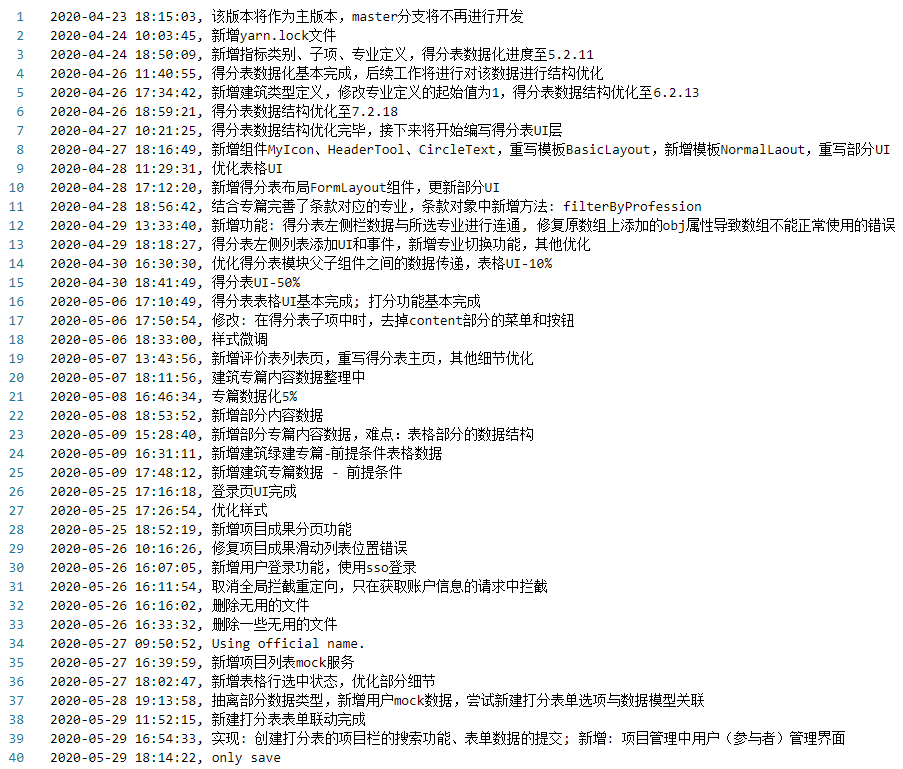 1 2020-04-23 18:15:03, 该版本将作为主版本，master分支将不再进行开发
2 2020-04-24 10:03:45, 新增yarn.lock文件
3 2020-04-24 18:50:09, 新增指标类别、子项、专业定义，得分表数据化进度至5.2.11
4 2020-04-26 11:40:55, 得分表数据化基本完成，后续工作将进行对该数据进行结构优化
5 2020-04-26 17:34:42, 新增建筑类型定义，修改专业定义的起始值为1，得分表数据结构优化至6.2.13
6 2020-04-26 18:59:21, 得分表数据结构优化至7.2.18
7 2020-04-27 10:21:25, 得分表数据结构优化完毕，接下来将开始编写得分表UI层
8 2020-04-27 18:16:49, 新增组件MyIcon、HeaderTool、CircleText，重写模板BasicLayout，新增模板NormalLaout，重写部分UI
9 2020-04-28 11:29:31, 优化表格UI
10 2020-04-28 17:12:20, 新增得分表布局FormLayout组件，更新部分UI
11 2020-04-28 18:56:42, 结合专篇完善了条款对应的专业，条款对象中新增方法: filterByProfession
12 2020-04-29 13:33:40, 新增功能: 得分表左侧栏数据与所选专业进行连通, 修复原数组上添加的obj属性导致数组不能正常使用的错误
13 2020-04-29 18:18:27, 得分表左侧列表添加UI和事件，新增专业切换功能，其他优化
14 2020-04-30 16:30:30, 优化得分表模块父子组件之间的数据传递，表格UI-10%
15 2020-04-30 18:41:49, 得分表UI-50%
16 2020-05-06 17:10:49, 得分表表格UI基本完成; 打分功能基本完成
17 2020-05-06 17:50:54, 修改: 在得分表子项中时，去掉content部分的菜单和按钮
18 2020-05-06 18:33:00, 样式微调
19 2020-05-07 13:43:56, 新增评价表列表页，重写得分表主页，其他细节优化
20 2020-05-07 18:11:56, 建筑专篇内容数据整理中
21 2020-05-08 16:46:34, 专篇数据化5%
22 2020-05-08 18:53:52, 新增部分内容数据
23 2020-05-09 15:28:40, 新增部分专篇内容数据，难点：表格部分的数据结构
24 2020-05-09 16:31:11, 新增建筑绿建专篇-前提条件表格数据
25 2020-05-09 17:48:12, 新增建筑专篇数据 - 前提条件
26 2020-05-25 17:16:18, 登录页UI完成
27 2020-05-25 17:26:54, 优化样式
28 2020-05-25 18:52:19, 新增项目成果分页功能
29 2020-05-26 10:16:26, 修复项目成果滑动列表位置错误
30 2020-05-26 16:07:05, 新增用户登录功能，使用sso登录
31 2020-05-26 16:11:54, 取消全局拦截重定向，只在获取账户信息的请求中拦截
32 2020-05-26 16:16:02, 删除无用的文件
33 2020-05-26 16:33:32, 删除一些无用的文件
34 2020-05-27 09:50:52, Using official name.
35 2020-05-27 16:39:59, 新增项目列表mock服务
36 2020-05-27 18:02:47, 新增表格行选中状态，优化部分细节
37 2020-05-28 19:13:58, 抽离部分数据类型，新增用户mock数据，尝试新建打分表单选项与数据模型关联
38 2020-05-29 11:52:15, 新建打分表表单联动完成
39 2020-05-29 16:54:33, 实现: 创建打分表的项目栏的搜索功能、表单数据的提交; 新增: 项目管理中用户（参与者）管理界面
40 2020-05-29 18:14:22, only save